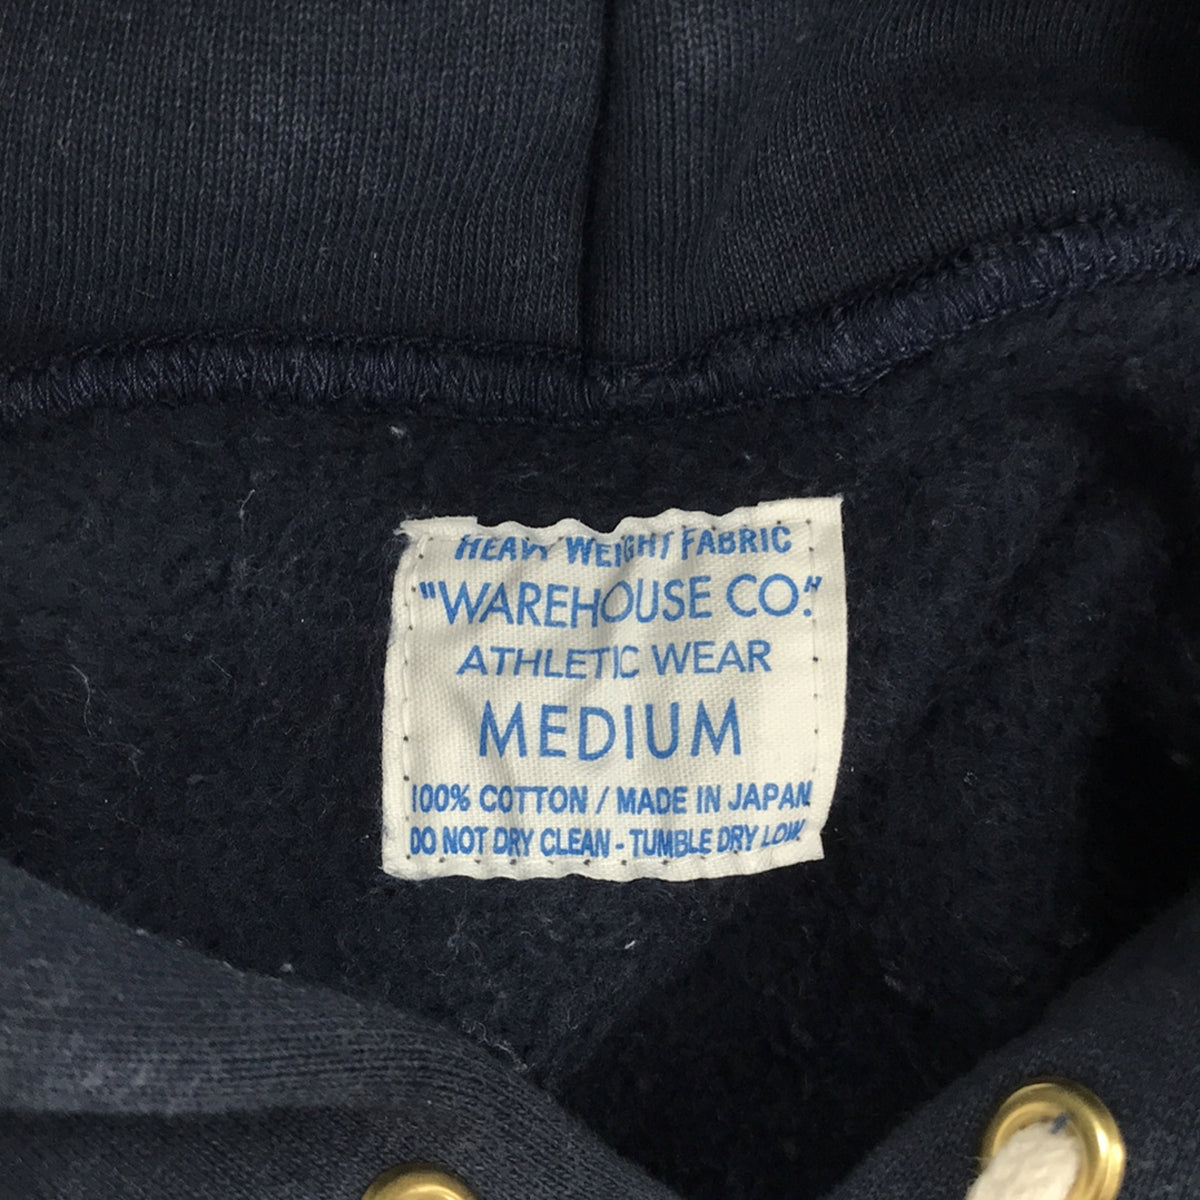 HEAVY WEIGHT FABRIC
"WAREHOUSE CO."
ATHLETIC WEAR
MEDIUM
100% COTTON / MADE IN JAPAN
DO NOT DRY CLEAN - TUMBLE DRY LOW.